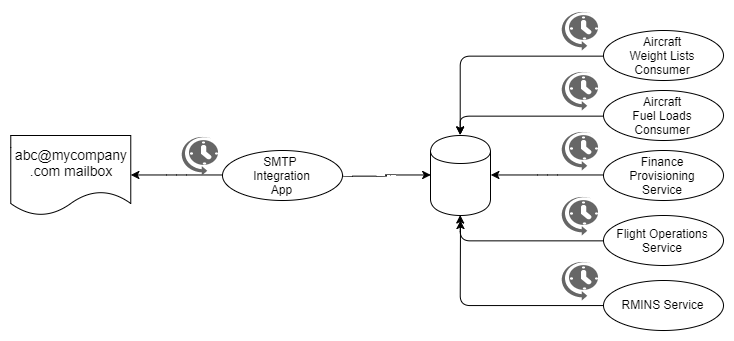 abc@mycompany
.com mailbox
SMTP
Integration
App
Aircraft
Weight Lists
Consumer
Aircraft
Fuel Loads
Consumer
Finance
Provisioning
Service
Flight Operations
Service
RMINS Service